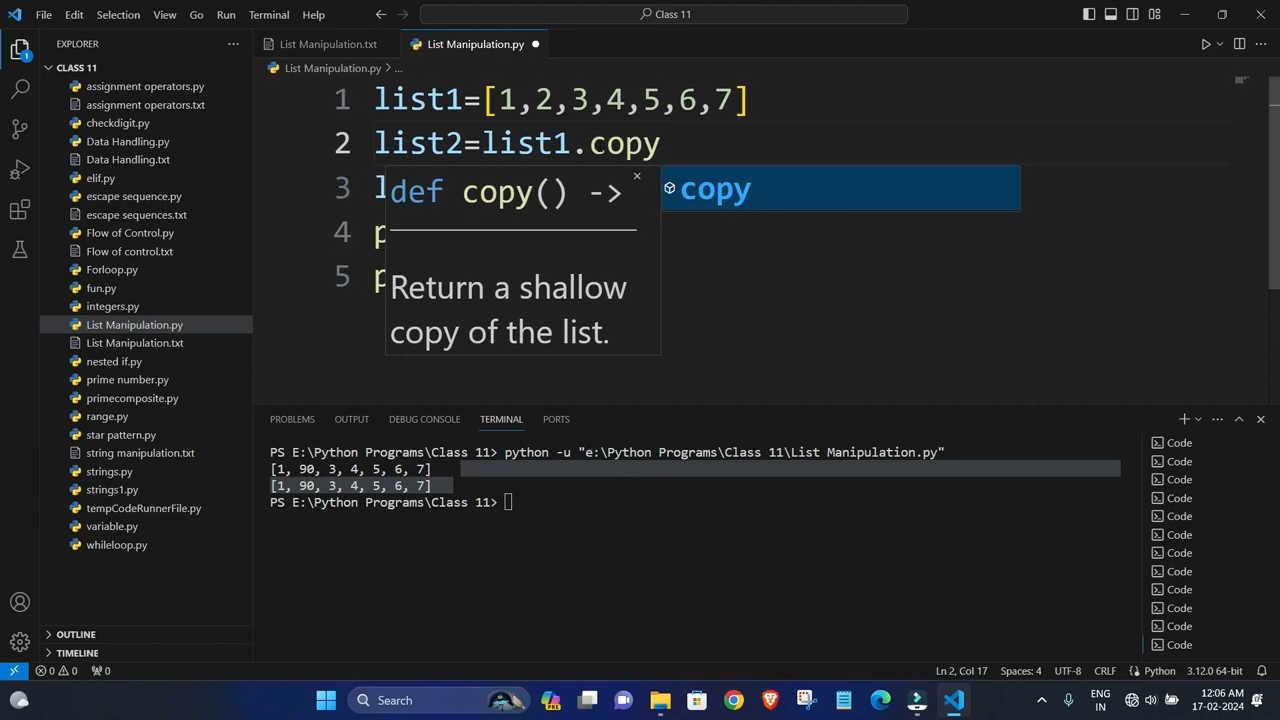 File Edit Selection View Go Run Terminal Help
Class 11
EXPLORER
CLASS 11
assignment operators.py
assignment operators.txt
checkdigit.py
Data Handling.py
Data Handling.txt
elif.py
escape sequence.py
escape sequences.txt
Flow of Control.py
Flow of control.txt
Forloop.py
fun.py
integers.py
List Manipulation.py
List Manipulation.txt
nested if.py
prime number.py
primecomposite.py
range.py
star pattern.py
string manipulation.txt
strings.py
strings1.py
tempCodeRunnerFile.py
variable.py
whileloop.py
OUTLINE
TIMELINE
List Manipulation.txt List Manipulation.py
List Manipulation.py > ...
1 list1=[1,2,3,4,5,6,7]
2 list2=list1.copy
3 l
4 p
5 p
def copy() ->
Return a shallow
copy of the list.
copy
PROBLEMS OUTPUT DEBUG CONSOLE TERMINAL PORTS
PS E:\Python Programs\Class 11> python -u "e:\Python Programs\Class 11\List Manipulation.py"
[1, 90, 3, 4, 5, 6, 7]
[1, 90, 3, 4, 5, 6, 7]
PS E:\Python Programs\Class 11>
Code
Code
Code
Code
Code
Code
Code
Code
Code
Code
Code
Code
1
0 0 0 Ln 2, Col 17 Spaces: 4 UTF-8 CRLF Python 3.12.0 64-bit
Search
PRE
ENG
IN
12:06 AM
17-02-2024